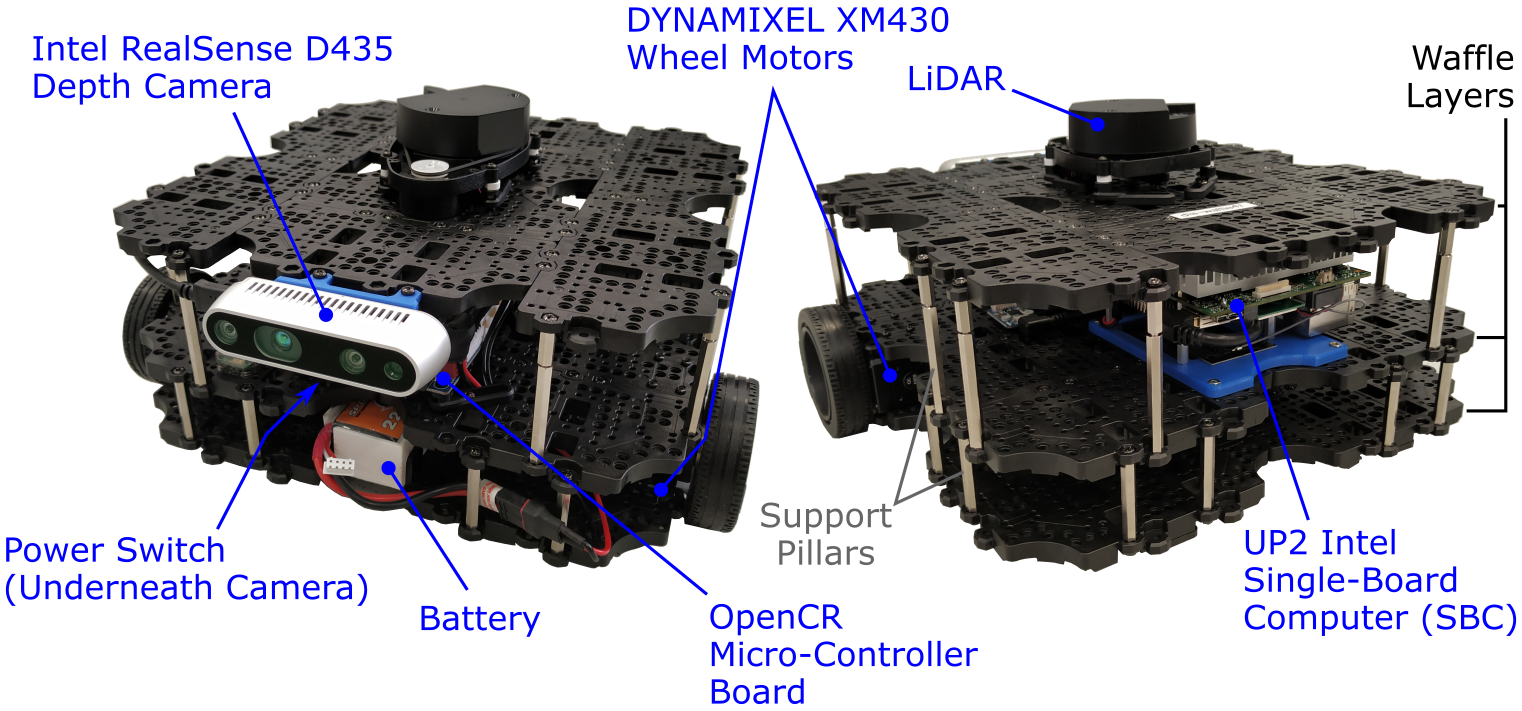 Intel RealSense D435
Depth Camera
DYNAMIXEL XM430
Wheel Motors
LiDAR
Waffle
Layers
22
Power Switch
(Underneath Camera)
Battery
OpenCR
Micro-Controller
Board
Support
Pillars
UP2 Intel
Single-Board
Computer (SBC)